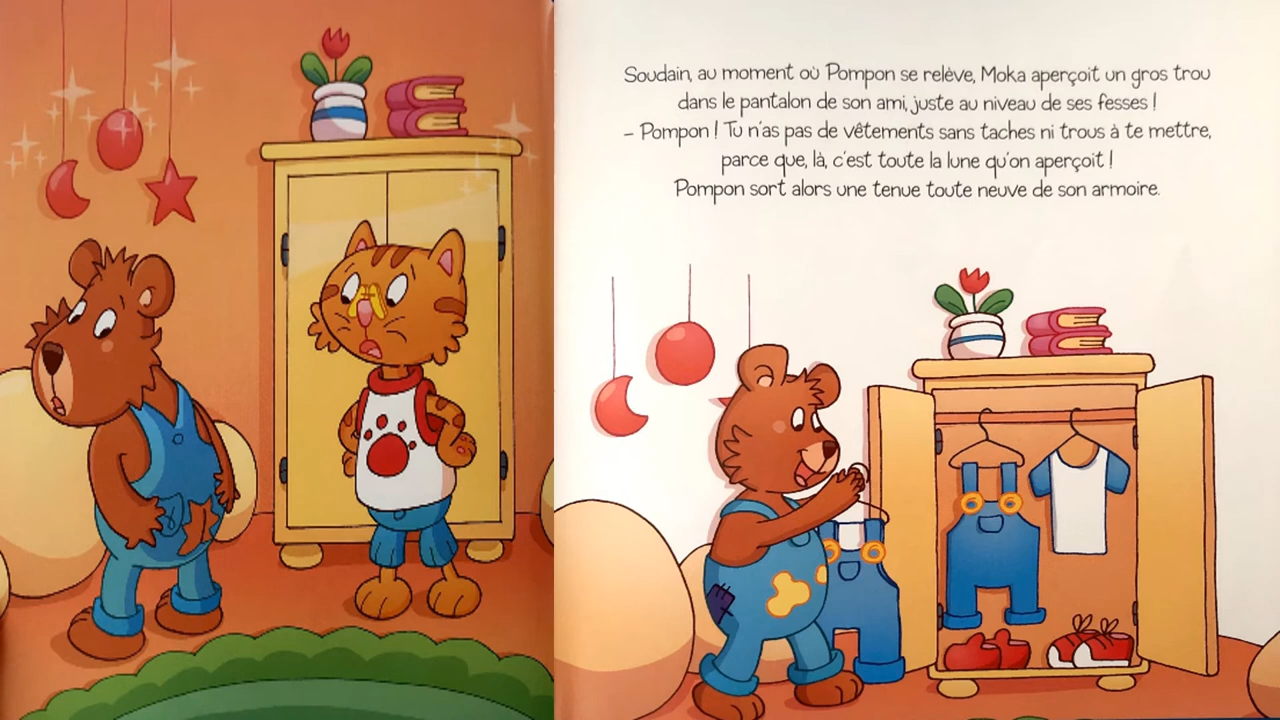 Soudain, au moment où Pompon se relève, Moka aperçoit un gros trou
dans le pantalon de son ami, juste au niveau de ses fesses !
– Pompon ! Tu n'as pas de vêtements sans taches ni trous à te mettre,
parce que, là, c'est toute la lune qu'on aperçoit !
Pompon sort alors une tenue toute neuve de son armoire.